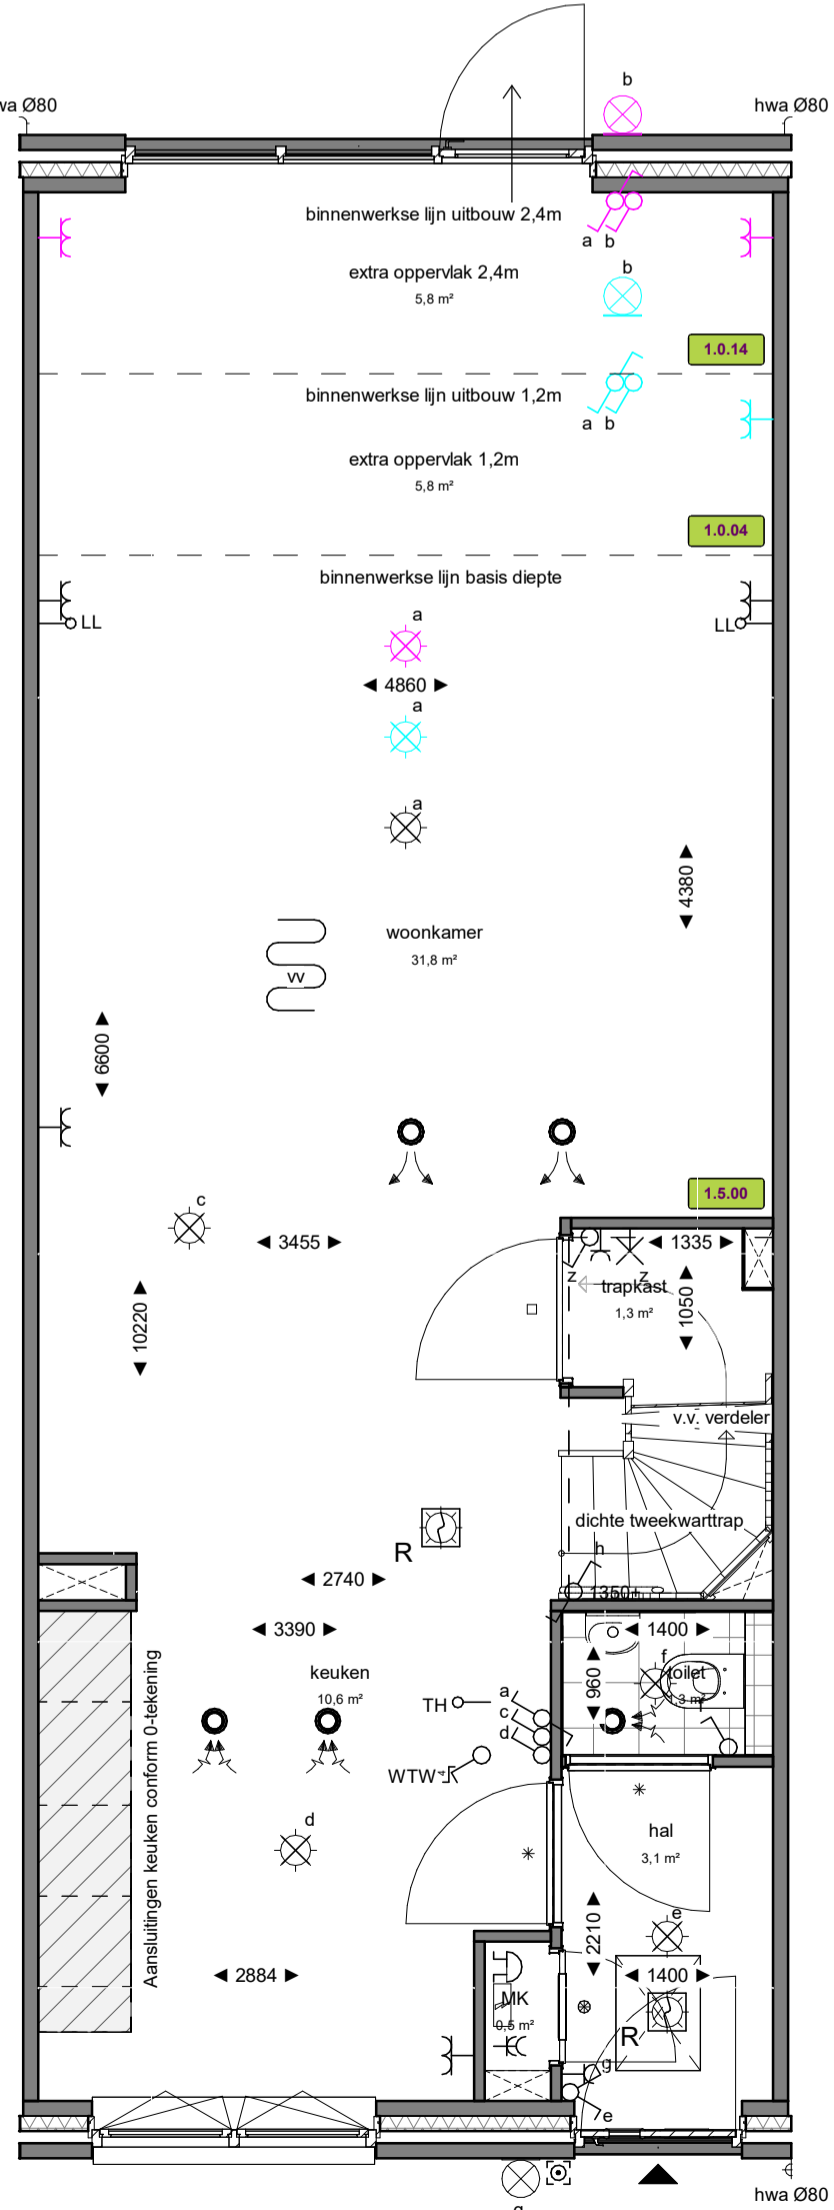 b
wa Ø80
hwa Ø80
binnenwerkse lijn uitbouw 2,4m
a b
extra oppervlak 2,4m
b
5,8 m²
1.0.14
binnenwerkse lijn uitbouw 1,2m
a b
extra oppervlak 1,2m
5,8 m²
1.0.04
binnenwerkse lijn basis diepte
LL
LL
a
4860
a
a
4380
woonkamer
31,8 m²
vv
6600
1.5.00
c
3455
1335
z
z
trapkast
1,3 m²
1050
10220
v.v. verdeler
dichte tweekwarttrap
R
h
2740
1350+
3390
1400
keuken
10,6 m²
f
toilet
960
TH
a
c
d
WTW
Aansluitingen keuken conform 0-tekening
d
hal
3,1 m²
e
2210
2884
1400
MK
0,5 m²
R
g
e
hwa Ø80
g